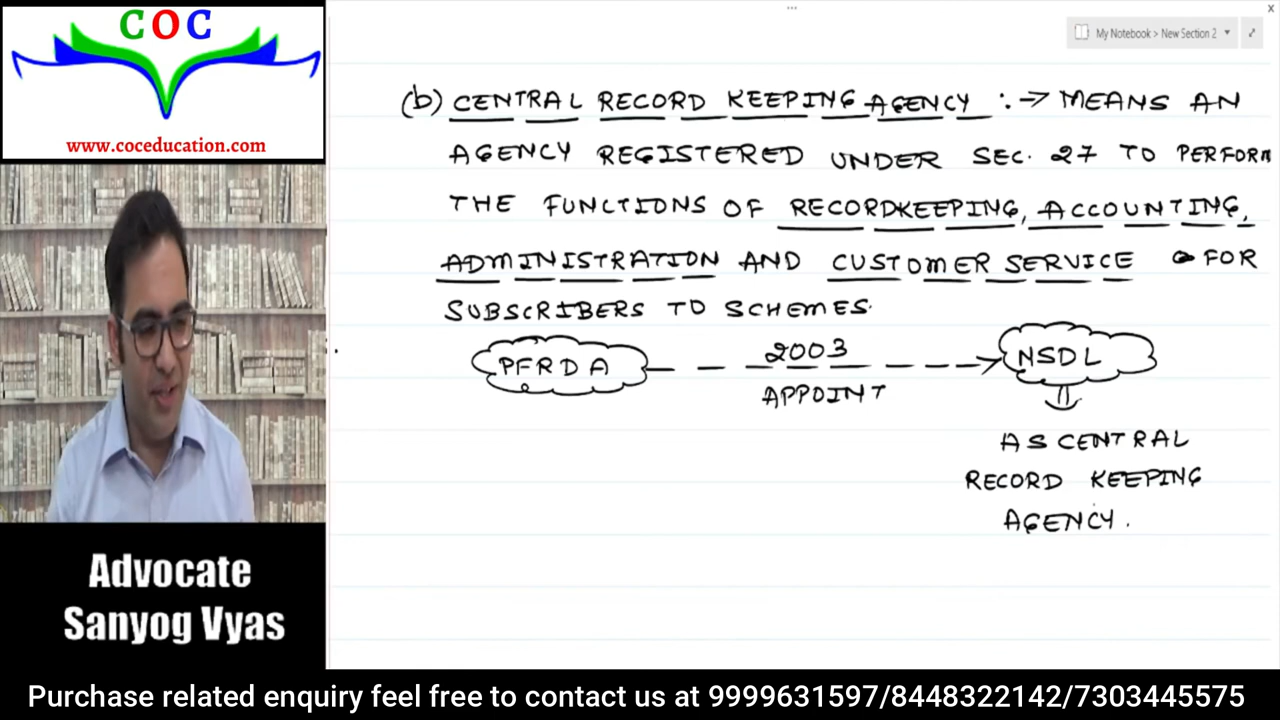 COC
www.coceducation.com
My Notebook > New Section 2
(b) CENTRAL RECORD KEEPING AGENCY :→ MEANS AN
AGENCY REGISTERED UNDER SEC. 27 TO PERFORM
THE FUNCTIONS OF RECORDKEEPING, ACCOUNTING,
ADMINISTRATION AND CUSTOMER SERVICE FOR
SUBSCRIBERS TO SCHEMES.
PFRDA 2003 NSDL
APPOINT
AS CENTRAL
RECORD KEEPING
AGENCY.
Advocate
Sanyog Vyas
Purchase related enquiry feel free to contact us at 9999631597/8448322142/7303445575